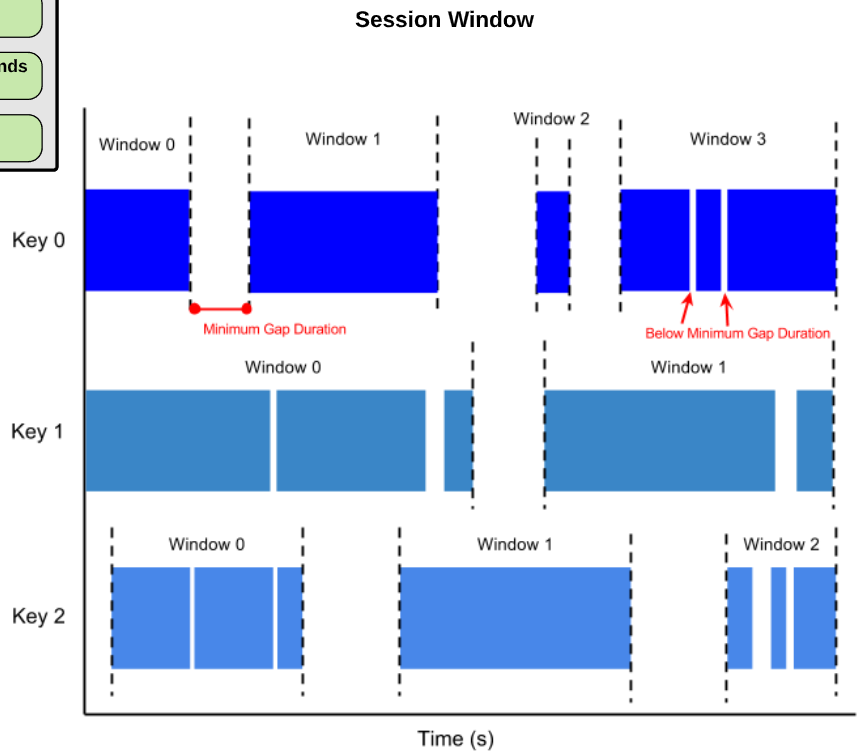 Session Window
nds
Window 0
Window 1
Window 2
Window 3
Key 0
Minimum Gap Duration
Below Minimum Gap Duration
Window 0
Window 1
Key 1
Window 0
Window 1
Window 2
Key 2
Time (s)